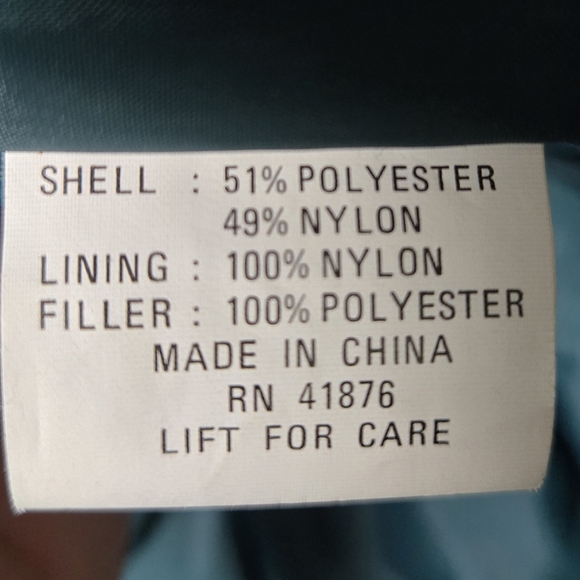 SHELL : 51% POLYESTER
49% NYLON
LINING : 100% NYLON
FILLER : 100% POLYESTER
MADE IN CHINA
RN 41876
LIFT FOR CARE